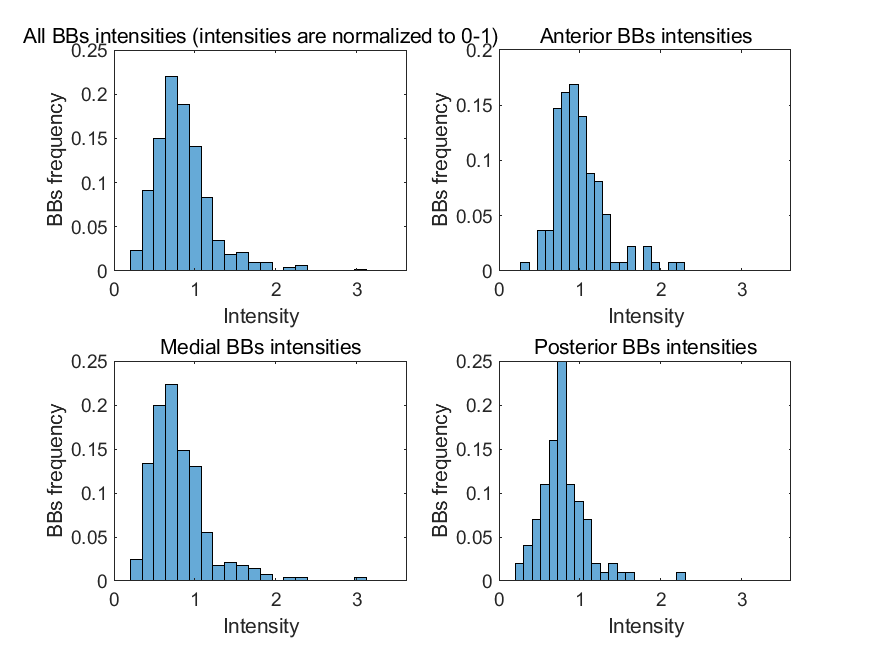 All BBs intensities (intensities are normalized to 0-1)
0.25
0.2
0.15
0.1
0.05
0
BBs frequency
0 1 2 3
Intensity
Anterior BBs intensities
0.2
0.15
0.1
0.05
0
BBs frequency
0 1 2 3
Intensity
Medial BBs intensities
0.25
0.2
0.15
0.1
0.05
0
BBs frequency
0 1 2 3
Intensity
Posterior BBs intensities
0.25
0.2
0.15
0.1
0.05
0
BBs frequency
0 1 2 3
Intensity